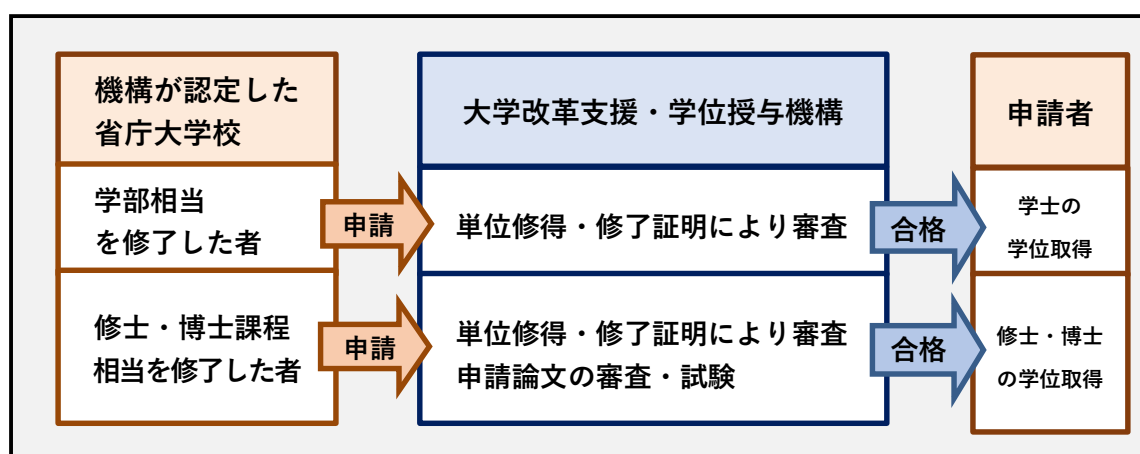 機構が認定した
省庁大学校
大学改革支援・学位授与機構
申請者
学部相当
を修了した者
申請
単位修得・修了証明により審査
合格
学士の
学位取得
修士・博士課程
相当を修了した者
申請
単位修得・修了証明により審査
申請論文の審査・試験
合格
修士・博士
の学位取得